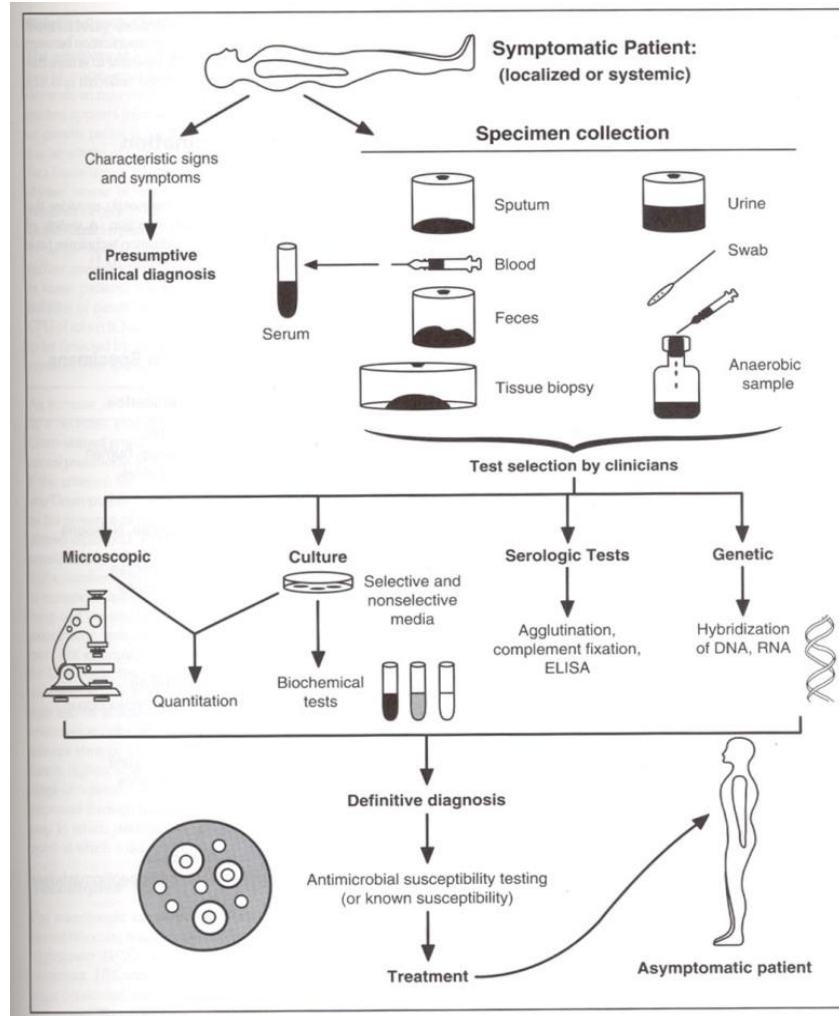 Symptomatic Patient:
(localized or systemic)
Characteristic signs
and symptoms
Presumptive
clinical diagnosis
Specimen collection
Sputum
Urine
Blood
Swab
Serum
Feces
Tissue biopsy
Anaerobic
sample
Test selection by clinicians
Microscopic
Quantitation
Culture
Selective and
nonselective
media
Biochemical
tests
Serologic Tests
Agglutination,
complement fixation,
ELISA
Genetic
Hybridization
of DNA, RNA
Definitive diagnosis
Antimicrobial susceptibility testing
(or known susceptibility)
Treatment
Asymptomatic patient